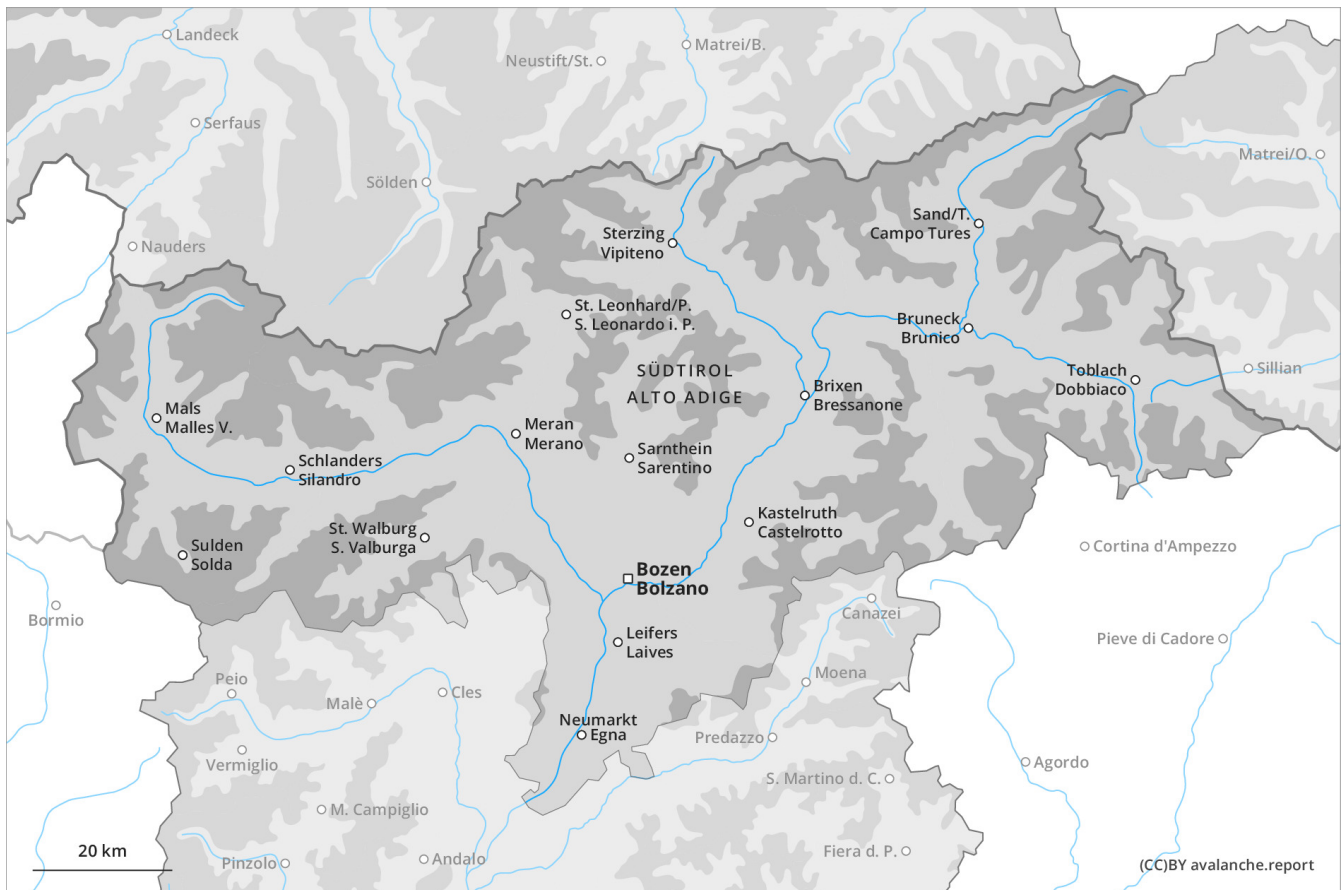 Landeck
Matrei/B.
Neustift/St.
Serfaus
Matrei/O.
Sölden
Sand/T.
Campo Tures
Sterzing
Vipiteno
Nauders
St. Leonhard/P.
S. Leonardo i. P.
Bruneck
Brunico
SÜDTIROL
ALTO ADIGE
Toblach
Dobbiaco
Sillian
Brixen
Bressanone
Mals
Malles V.
Meran
Merano
Schlanders
Silandro
Sarnthein
Sarentino
Kastelruth
Castelrotto
St. Walburg
S. Valburga
Sulden
Solda
Cortina d'Ampezzo
Bozen
Bolzano
Bormio
Canazei
Leifers
Laives
Pieve di Cadore
Moena
Peio
Malè
Cles
Neumarkt
Egna
Predazzo
Vermiglio
Agordo
S. Martino d. C.
M. Campiglio
20 km
Pinzolo
Andalo
Fiera d. P.
(CC)BY avalanche.report